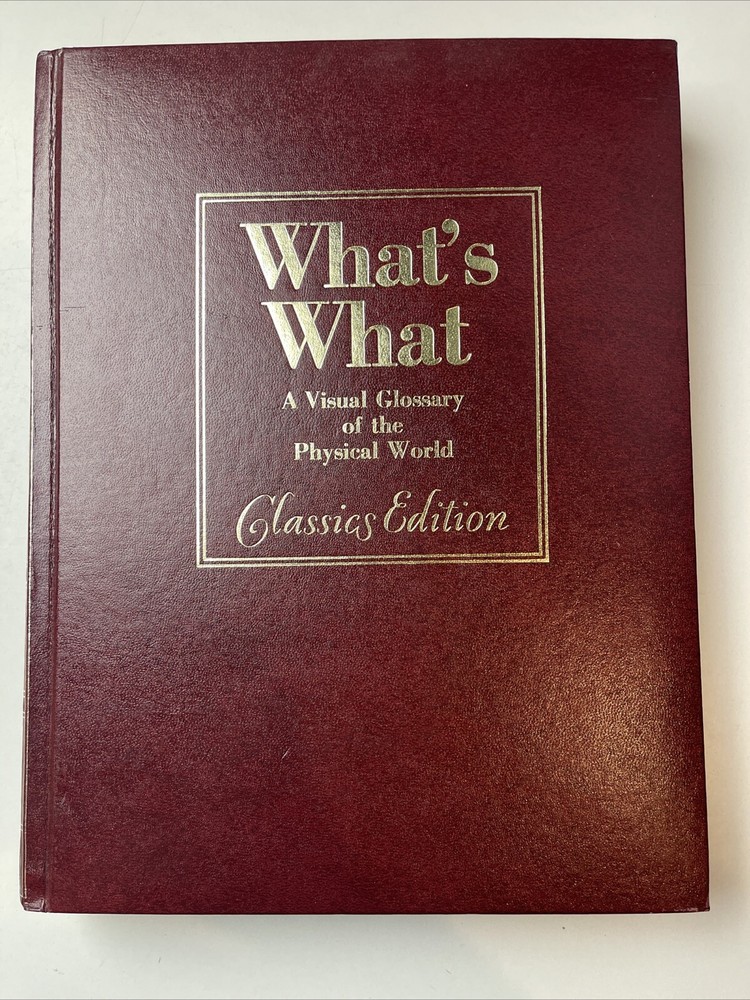 What's
What
A Visual Glossary
of the
Physical World
Classics Edition